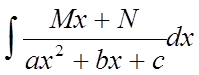 ∫ (Mx + N)/(ax² + bx + c) dx